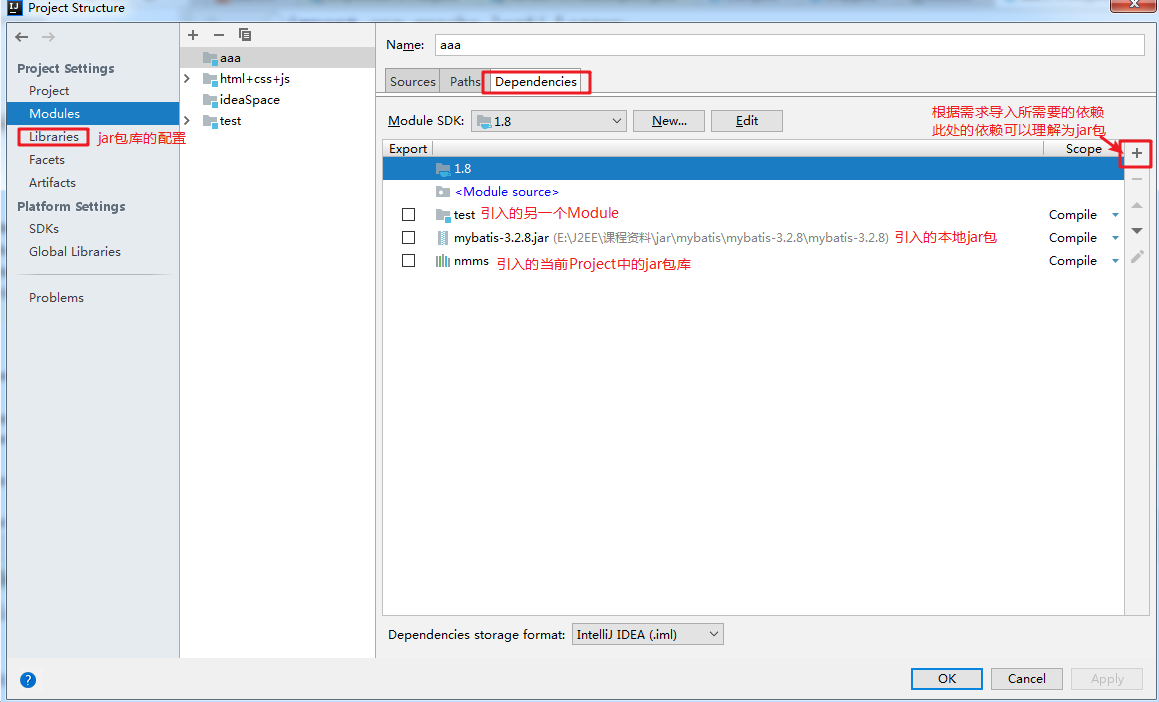 Project Structure
Project Settings
Project
Modules
Libraries jar包库的配置
Facets
Artifacts
Platform Settings
SDKs
Global Libraries
Problems
aaa
html+css+js
ideaSpace
test
Name: aaa
Sources Paths Dependencies
Module SDK: 1.8 New... Edit
根据需求导入所需要的依赖
此处的依赖可以理解为jar包
Export Scope
1.8
<Module source>
test 引入的另一个Module Compile
mybatis-3.2.8.jar (E:\J2EE\课程资料\jar\mybatis\mybatis-3.2.8\mybatis-3.2.8) 引入的本地jar包 Compile
nmms 引入的当前Project中的jar包库 Compile
Dependencies storage format: IntelliJ IDEA (.iml)
? OK Cancel Apply